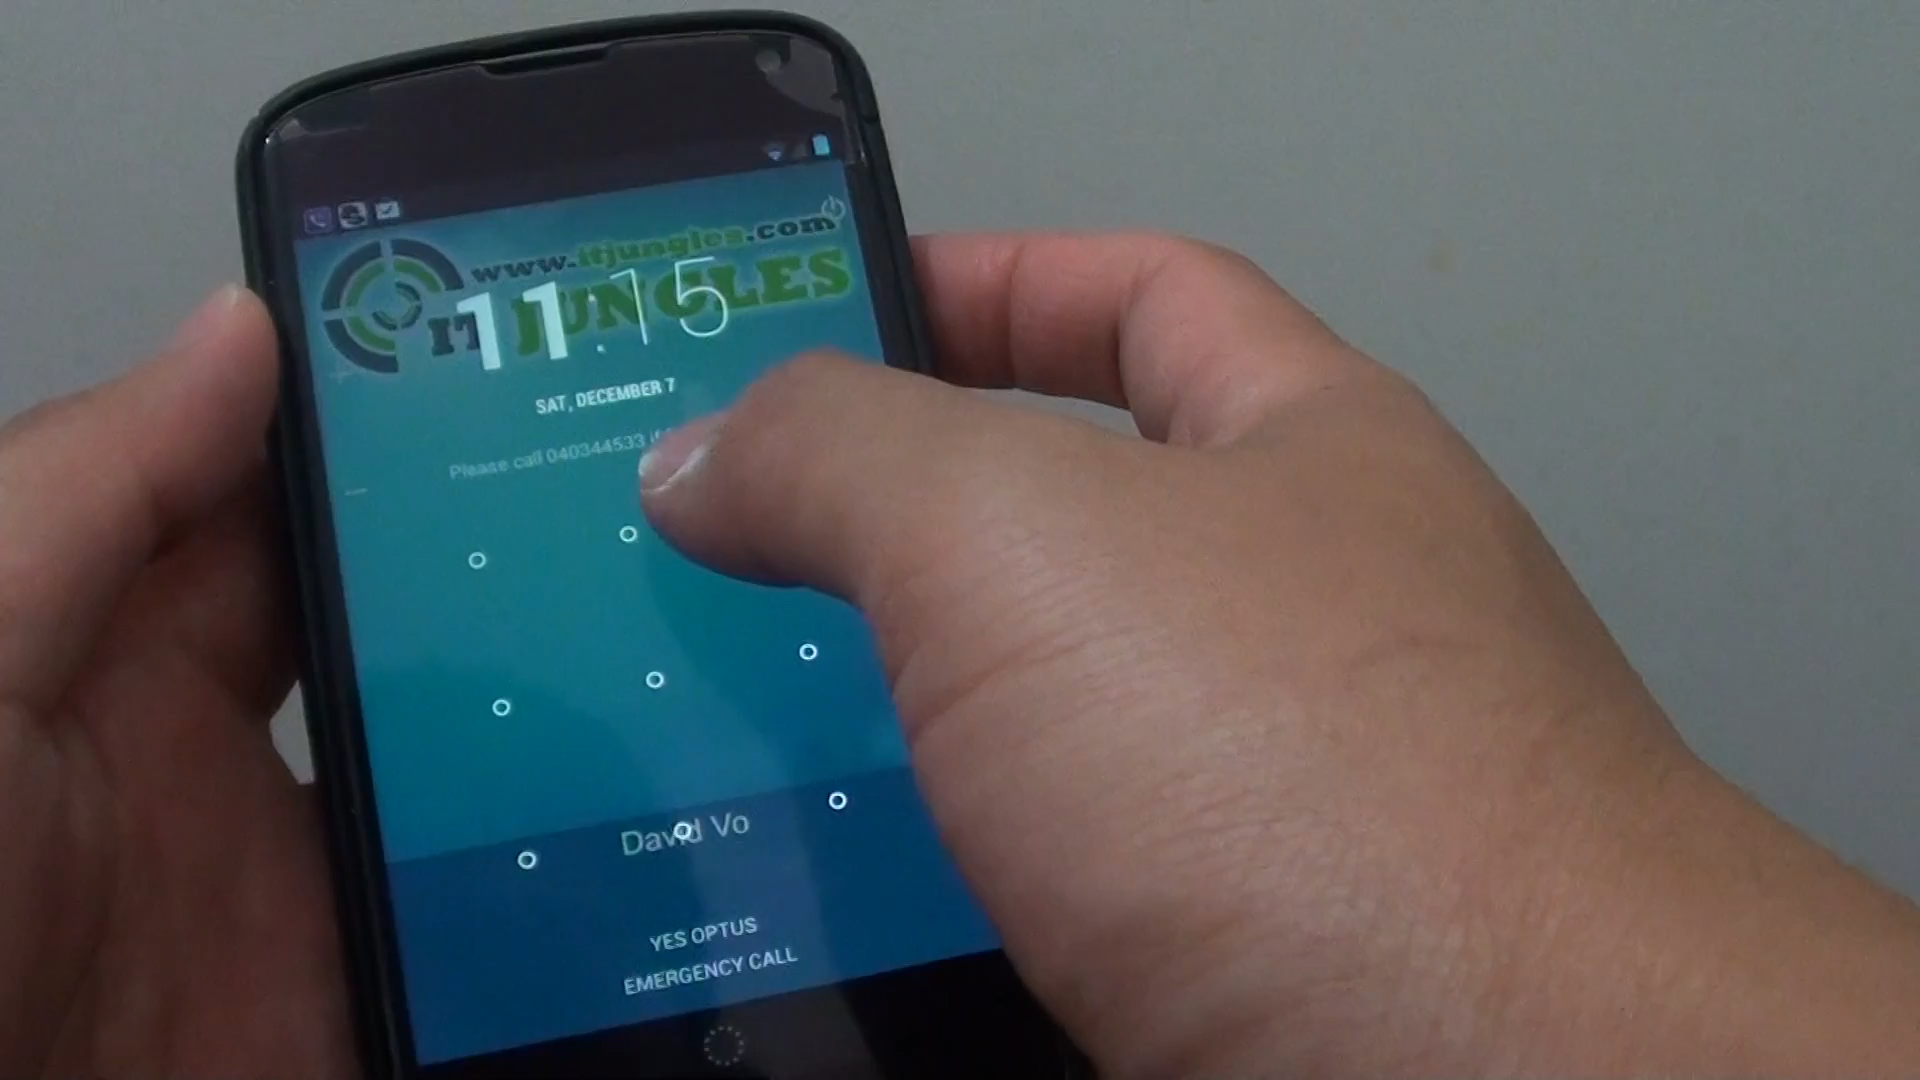 www.itjungles.com
IT JUNGLES
11:15
SAT, DECEMBER 7
Please call 040344533 if
David Vo
YES OPTUS
EMERGENCY CALL